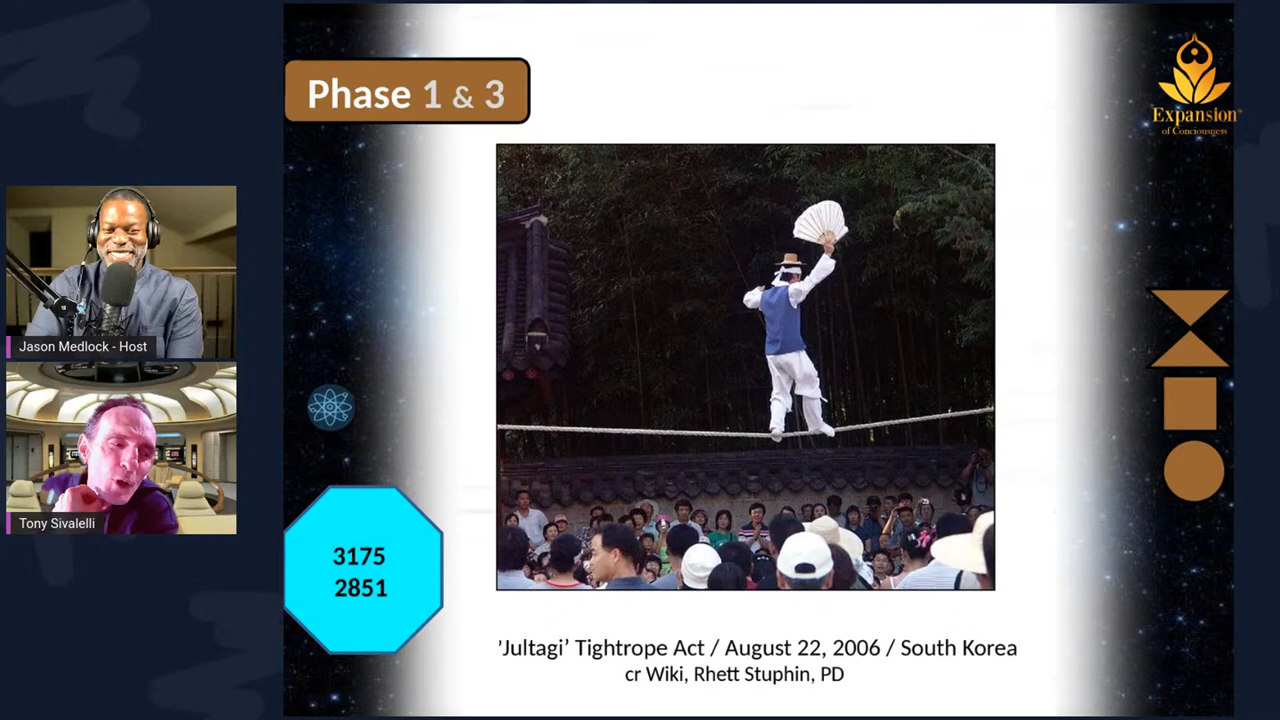 Phase 1 & 3
Expansion
of Conciousness
Jason Medlock - Host
Tony Sivalelli
3175
2851
’Jultagi’ Tightrope Act / August 22, 2006 / South Korea
cr Wiki, Rhett Stuphin, PD